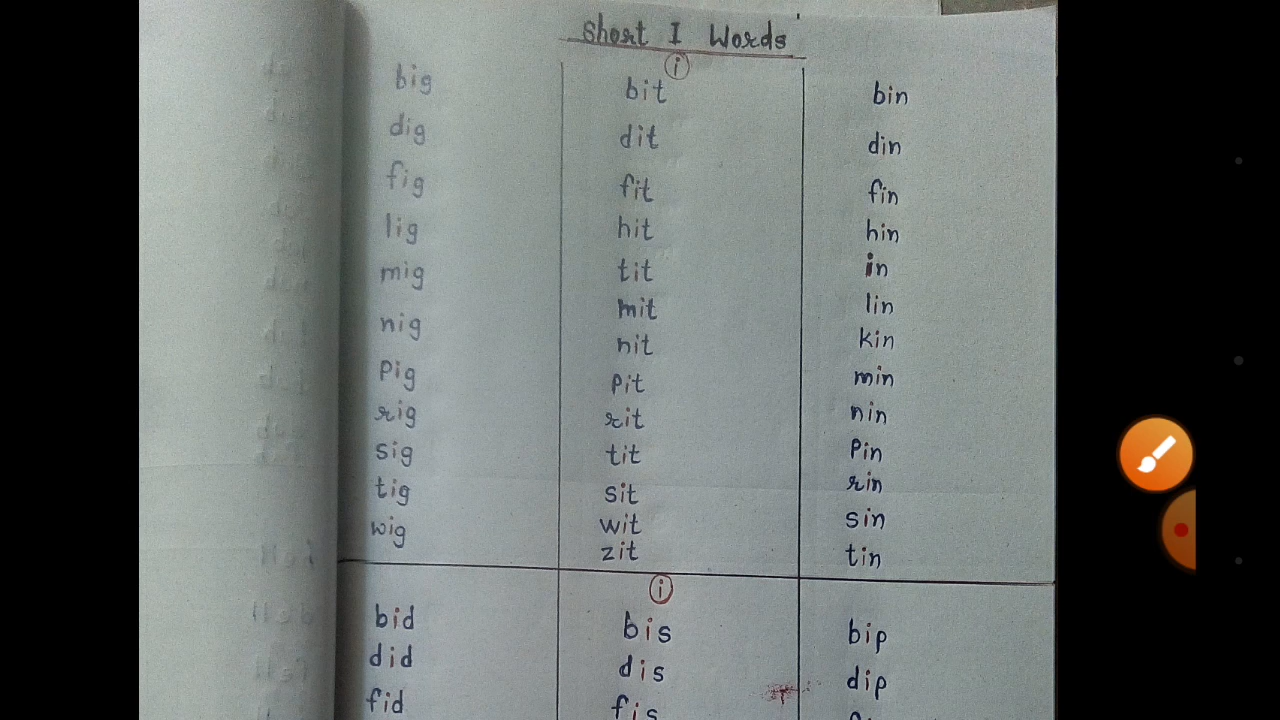 Short I Words
i
big bit bin
dig dit din
fig fit fin
lig hit hin
mig tit in
nig mit lin
pig nit kin
rig pit min
sig rit nin
tig tit pin
wig sit rin
wit sin
zit tin
i
bid bis bip
did dis dip
fid fis